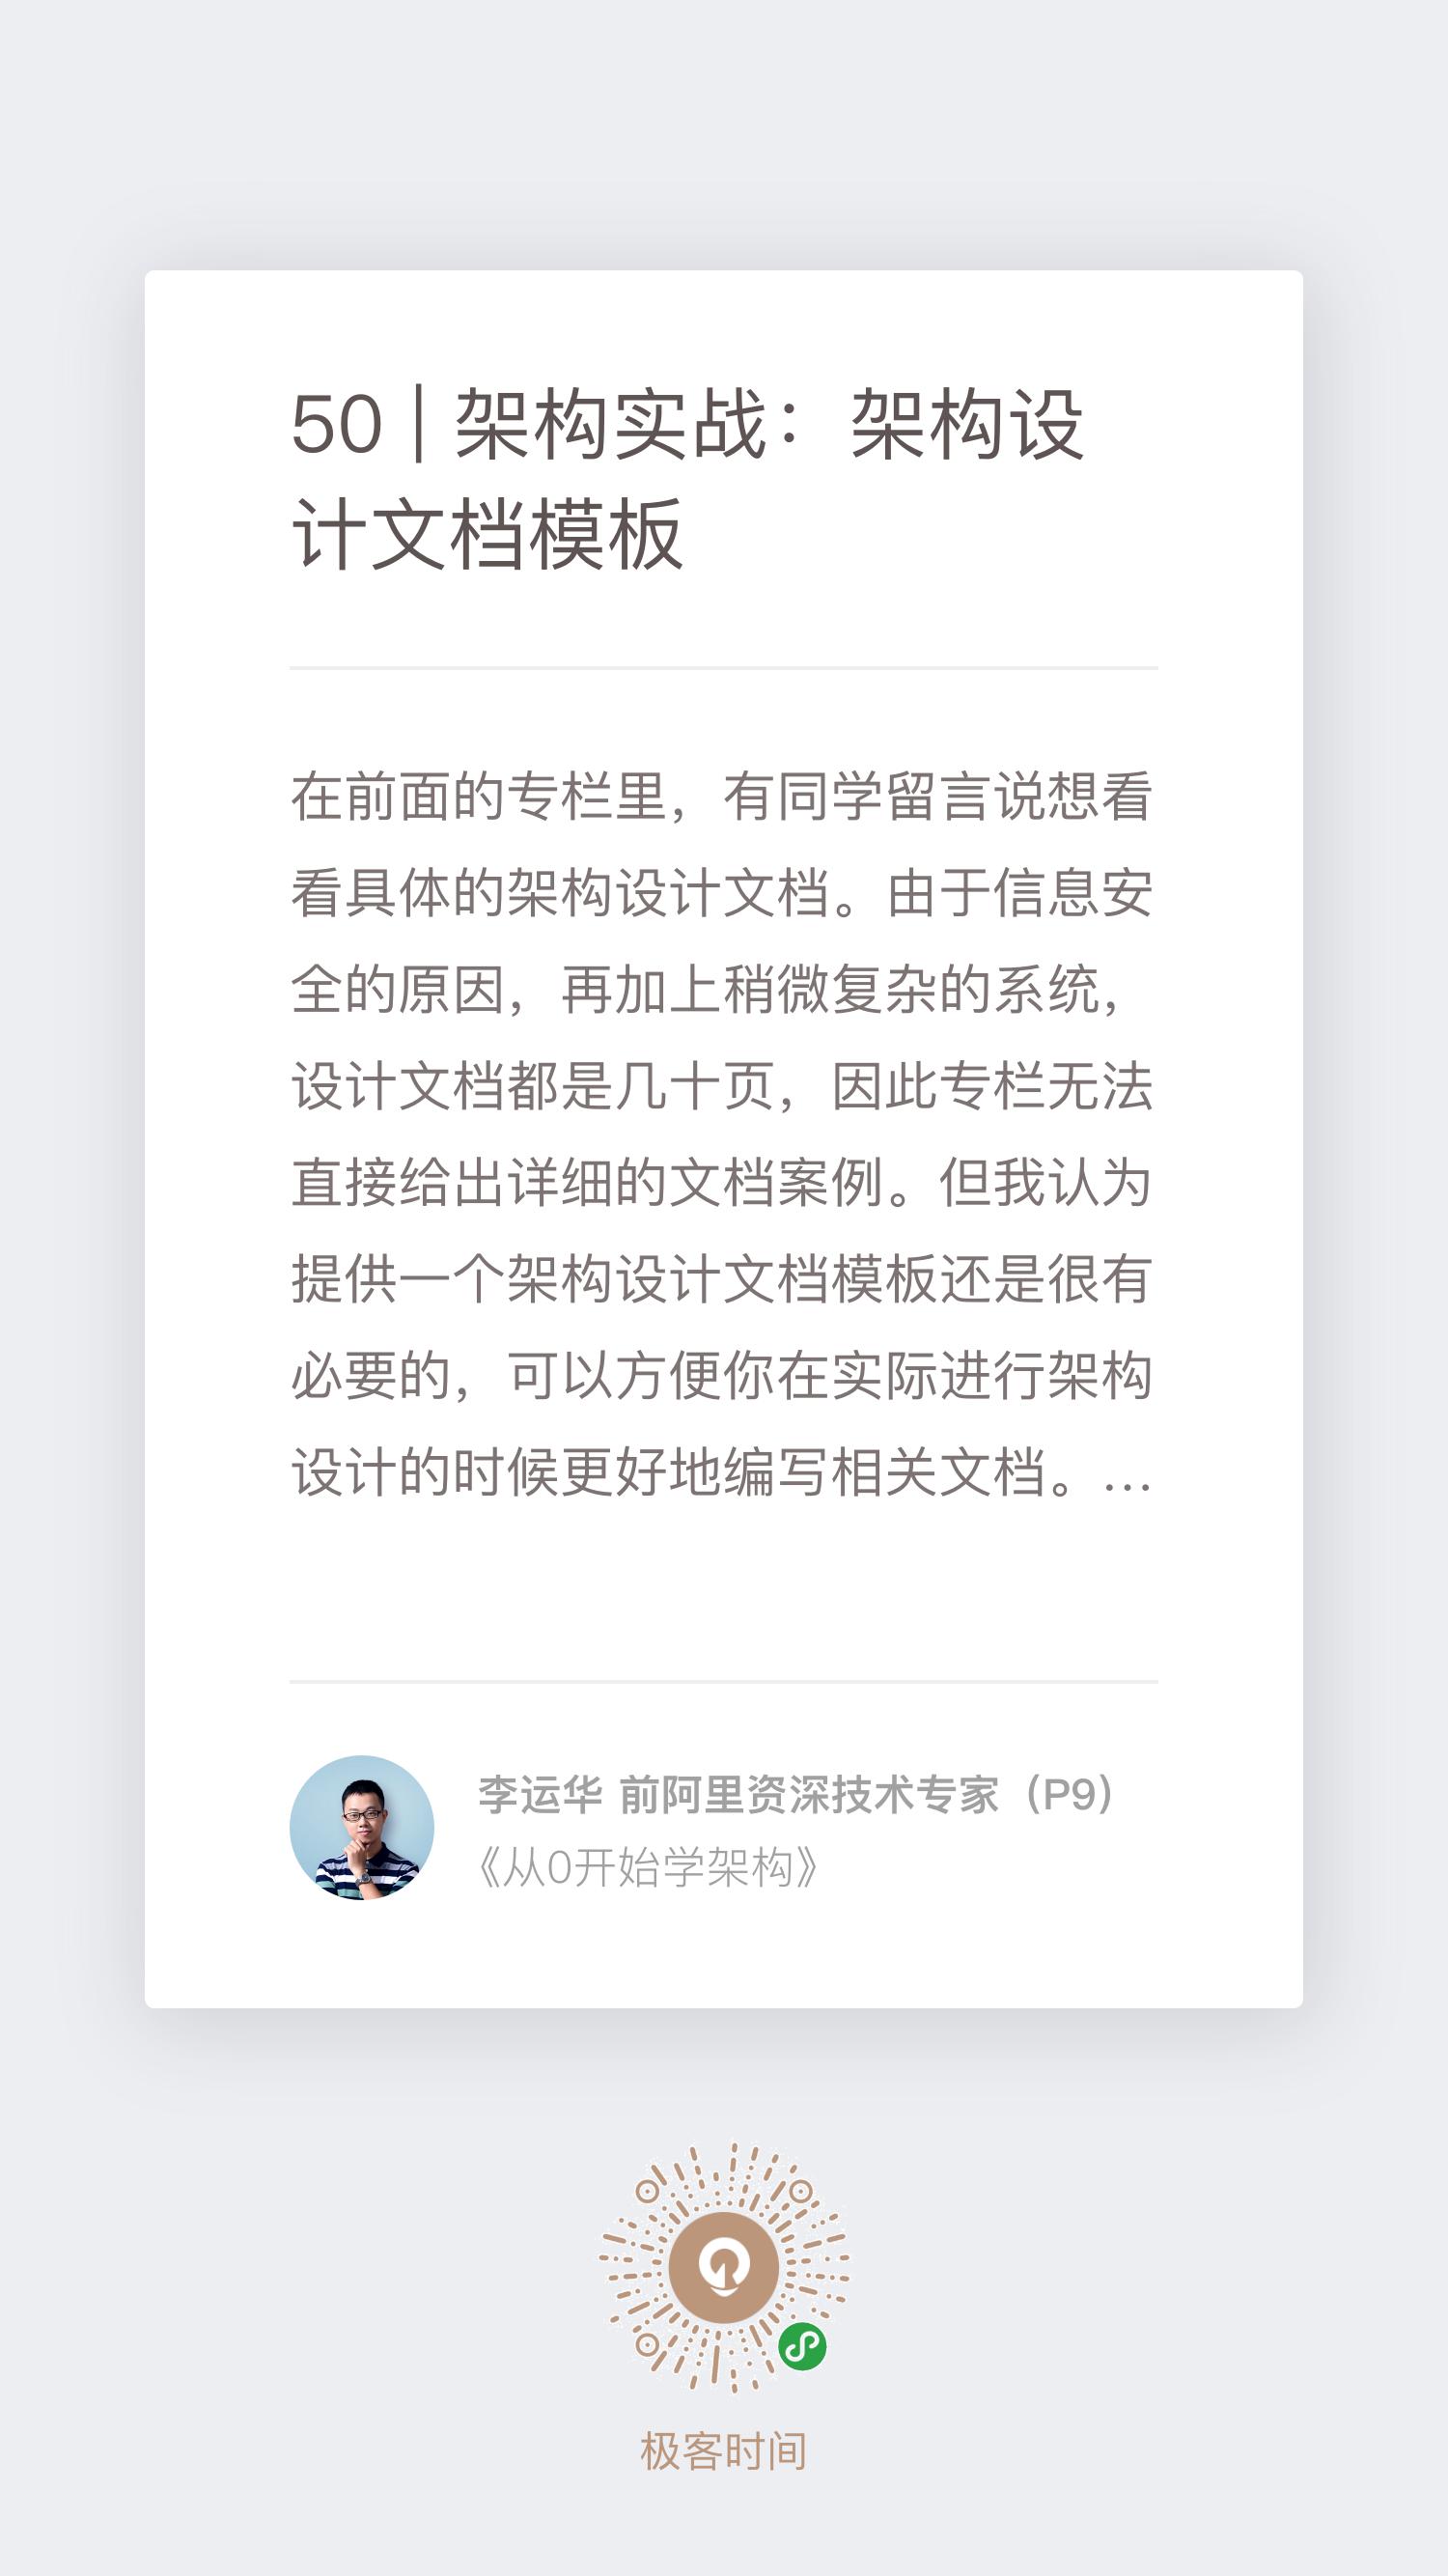 50 | 架构实战：架构设
计文档模板
在前面的专栏里，有同学留言说想看
看具体的架构设计文档。由于信息安
全的原因，再加上稍微复杂的系统，
设计文档都是几十页，因此专栏无法
直接给出详细的文档案例。但我认为
提供一个架构设计文档模板还是很有
必要的，可以方便你在实际进行架构
设计的时候更好地编写相关文档。…
李运华 前阿里资深技术专家（P9）
《从0开始学架构》
极客时间